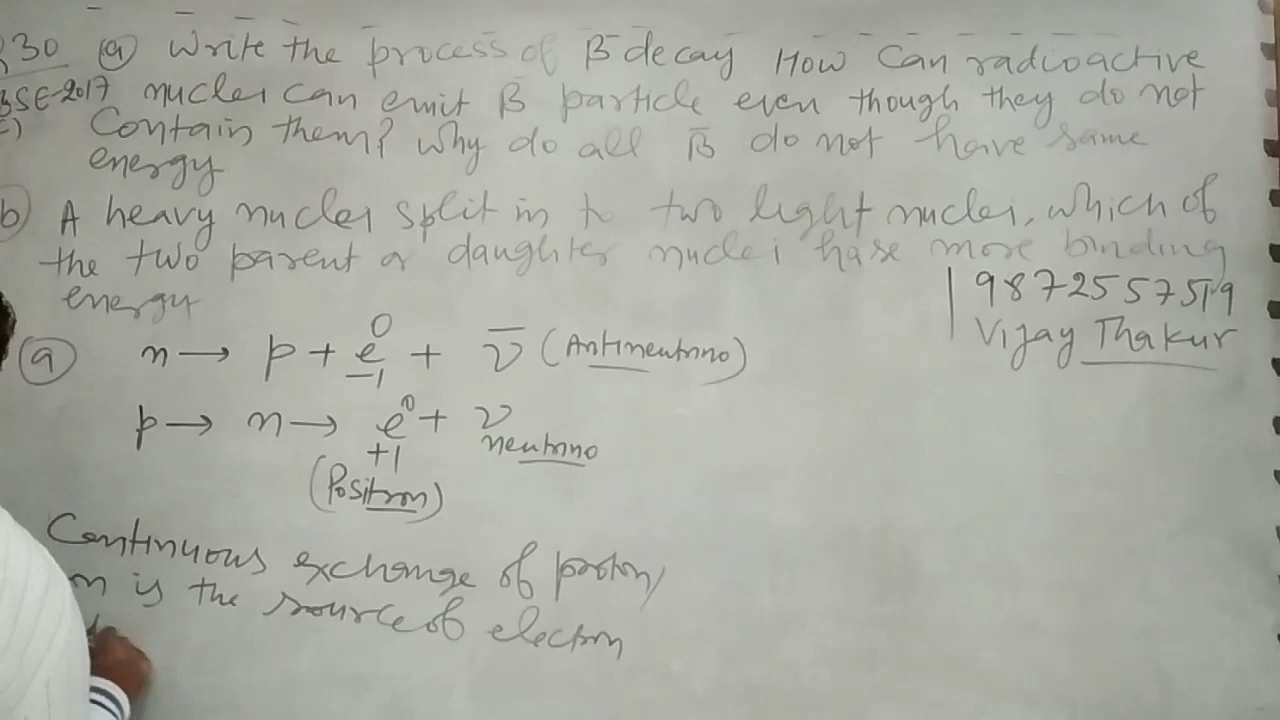 Q30 (a) Write the process of β⁻ decay How Can radioactive
BSE-2017 nuclei can emit β particle even though they do not
Contain them? Why do all β⁻ do not have same
energy
b) A heavy nuclei split in to two light nuclei, which of
the two parent or daughter nuclei have more binding
energy
9872557519
Vijay Thakur
(a) n → p + ₋₁e⁰ + ν̄ (Antineutrino)
p → n → ₊₁e⁰ + ν
neutrino
(Positron)
Continuous exchange of proton,
n is the source of electron